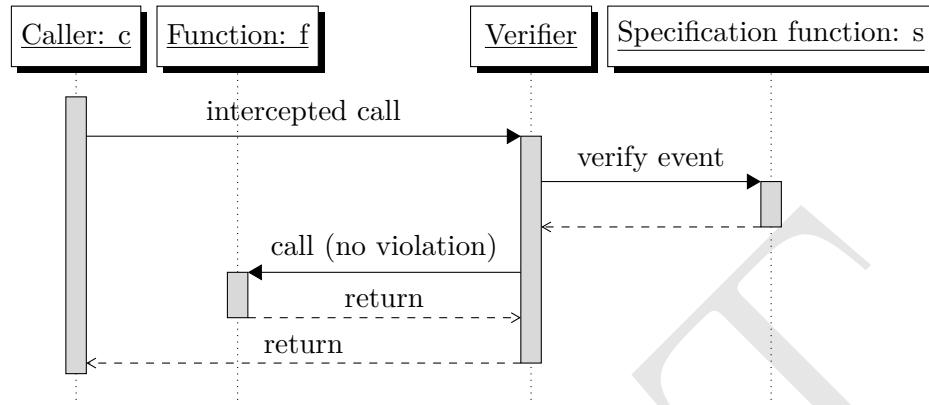 Caller: c
Function: f
Verifier
Specification function: s
intercepted call
verify event
call (no violation)
return
return
T